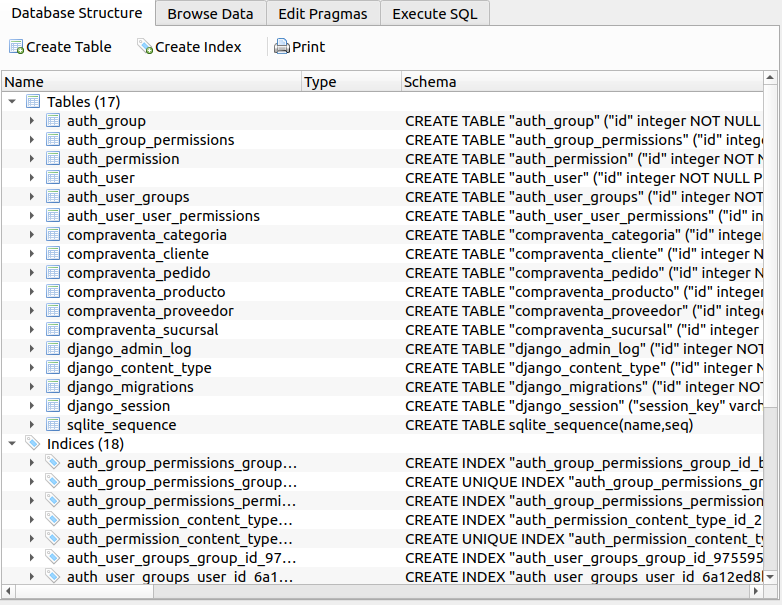 Database Structure Browse Data Edit Pragmas Execute SQL
Create Table Create Index Print
Name Type Schema
Tables (17)
auth_group CREATE TABLE "auth_group" ("id" integer NOT NULL
auth_group_permissions CREATE TABLE "auth_group_permissions" ("id" intege
auth_permission CREATE TABLE "auth_permission" ("id" integer NOT N
auth_user CREATE TABLE "auth_user" ("id" integer NOT NULL P
auth_user_groups CREATE TABLE "auth_user_groups" ("id" integer NOT
auth_user_user_permissions CREATE TABLE "auth_user_user_permissions" ("id" in
compraventa_categoria CREATE TABLE "compraventa_categoria" ("id" intege
compraventa_cliente CREATE TABLE "compraventa_cliente" ("id" integer N
compraventa_pedido CREATE TABLE "compraventa_pedido" ("id" integer N
compraventa_producto CREATE TABLE "compraventa_producto" ("id" integer
compraventa_proveedor CREATE TABLE "compraventa_proveedor" ("id" intege
compraventa_sucursal CREATE TABLE "compraventa_sucursal" ("id" integer
django_admin_log CREATE TABLE "django_admin_log" ("id" integer NOT
django_content_type CREATE TABLE "django_content_type" ("id" integer N
django_migrations CREATE TABLE "django_migrations" ("id" integer NOT
django_session CREATE TABLE "django_session" ("session_key" varch
sqlite_sequence CREATE TABLE sqlite_sequence(name,seq)
Indices (18)
auth_group_permissions_group... CREATE INDEX "auth_group_permissions_group_id_b
auth_group_permissions_group... CREATE UNIQUE INDEX "auth_group_permissions_gr
auth_group_permissions_permi... CREATE INDEX "auth_group_permissions_permission
auth_permission_content_type... CREATE INDEX "auth_permission_content_type_id_2
auth_permission_content_type... CREATE UNIQUE INDEX "auth_permission_content_ty
auth_user_groups_group_id_97... CREATE INDEX "auth_user_groups_group_id_975595
auth_user_groups_user_id_6a1... CREATE INDEX "auth_user_groups_user_id_6a12ed8b